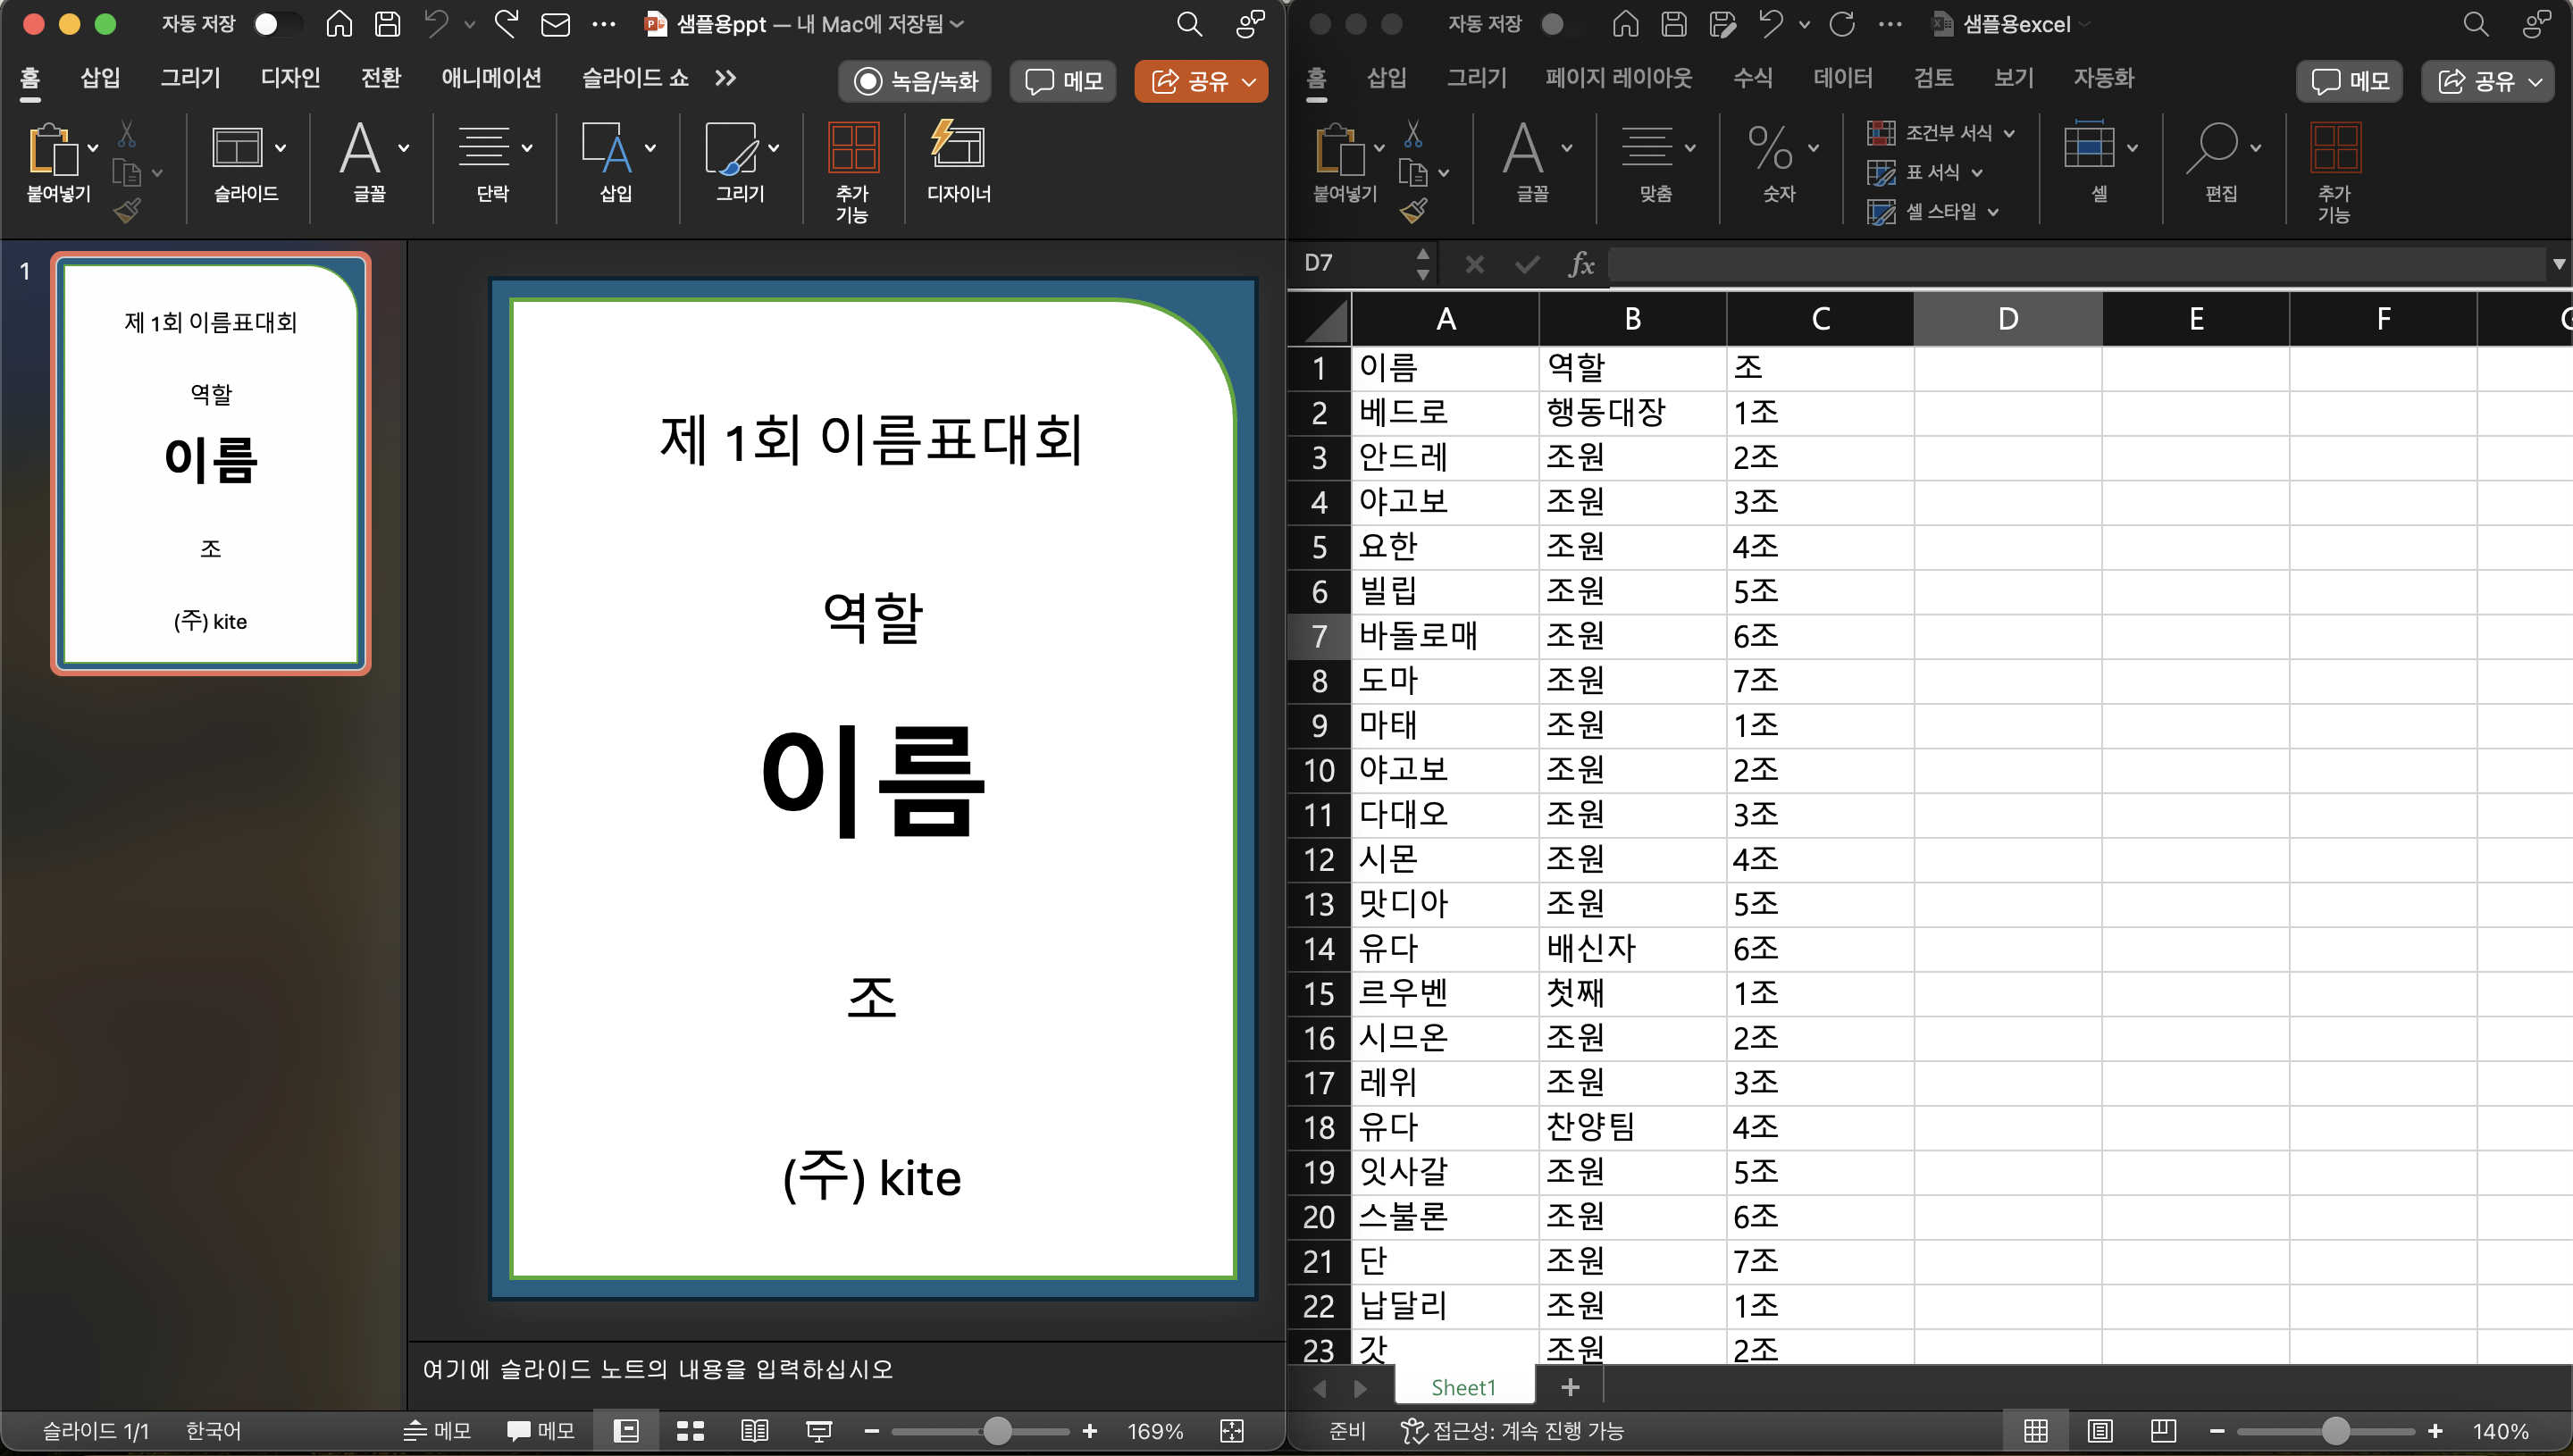 자동 저장
샘플용ppt — 내 Mac에 저장됨
홈 삽입 그리기 디자인 전환 애니메이션 슬라이드 쇼
녹음/녹화 메모 공유
붙여넣기 슬라이드 글꼴 단락 삽입 그리기 추가 기능 디자이너
1
제 1회 이름표대회
역할
이름
조
(주) kite
제 1회 이름표대회
역할
이름
조
(주) kite
여기에 슬라이드 노트의 내용을 입력하십시오
슬라이드 1/1 한국어 메모 메모 169%
자동 저장
샘플용excel
홈 삽입 그리기 페이지 레이아웃 수식 데이터 검토 보기 자동화
메모 공유
붙여넣기 글꼴 맞춤 숫자
조건부 서식
표 서식
셀 스타일
셀 편집 추가 기능
D7 fx
A B C D E F
1 이름 역할 조
2 베드로 행동대장 1조
3 안드레 조원 2조
4 야고보 조원 3조
5 요한 조원 4조
6 빌립 조원 5조
7 바돌로매 조원 6조
8 도마 조원 7조
9 마태 조원 1조
10 야고보 조원 2조
11 다대오 조원 3조
12 시몬 조원 4조
13 맛디아 조원 5조
14 유다 배신자 6조
15 르우벤 첫째 1조
16 시므온 조원 2조
17 레위 조원 3조
18 유다 찬양팀 4조
19 잇사갈 조원 5조
20 스불론 조원 6조
21 단 조원 7조
22 납달리 조원 1조
23 갓 조원 2조
Sheet1
준비 접근성: 계속 진행 가능 140%